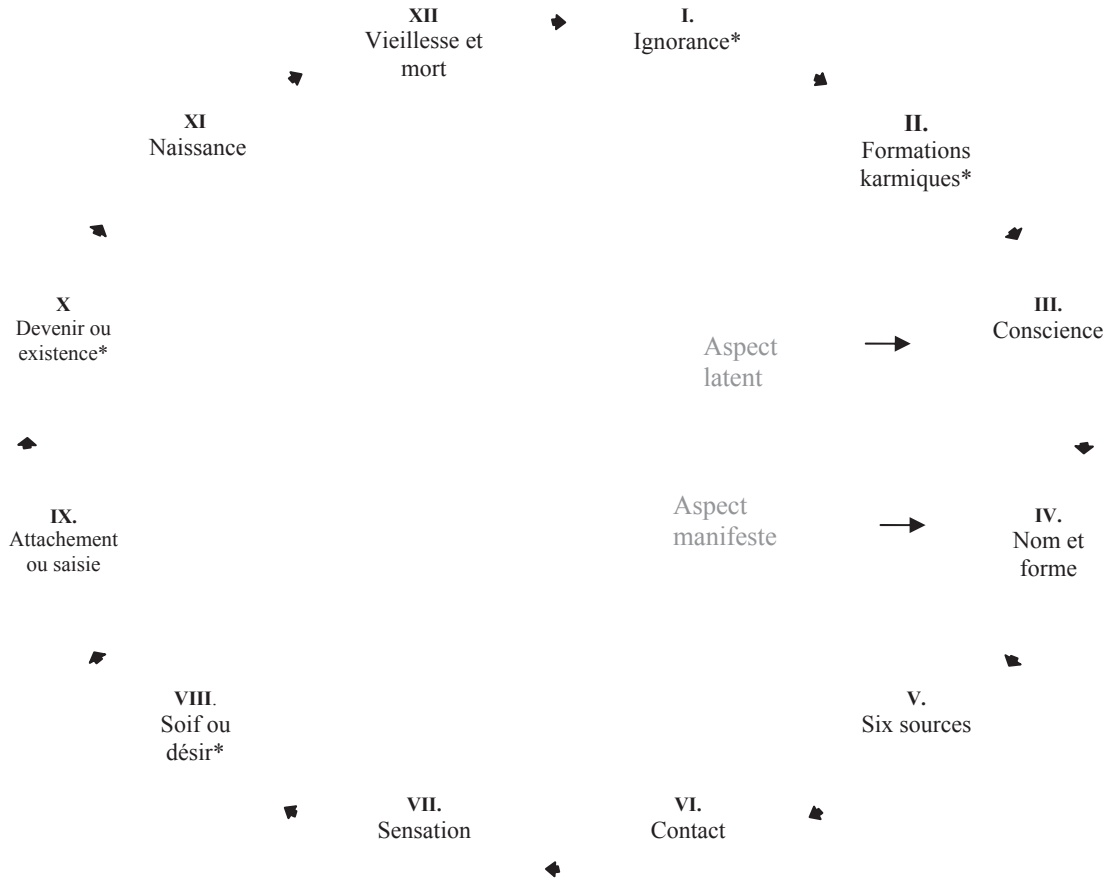 XII
Vieillesse et
mort
I.
Ignorance*
II.
Formations
karmiques*
III.
Conscience
Aspect
latent
Aspect
manifeste
IV.
Nom et
forme
V.
Six sources
VI.
Contact
VII.
Sensation
VIII.
Soif ou
désir*
IX.
Attachement
ou saisie
X
Devenir ou
existence*
XI
Naissance